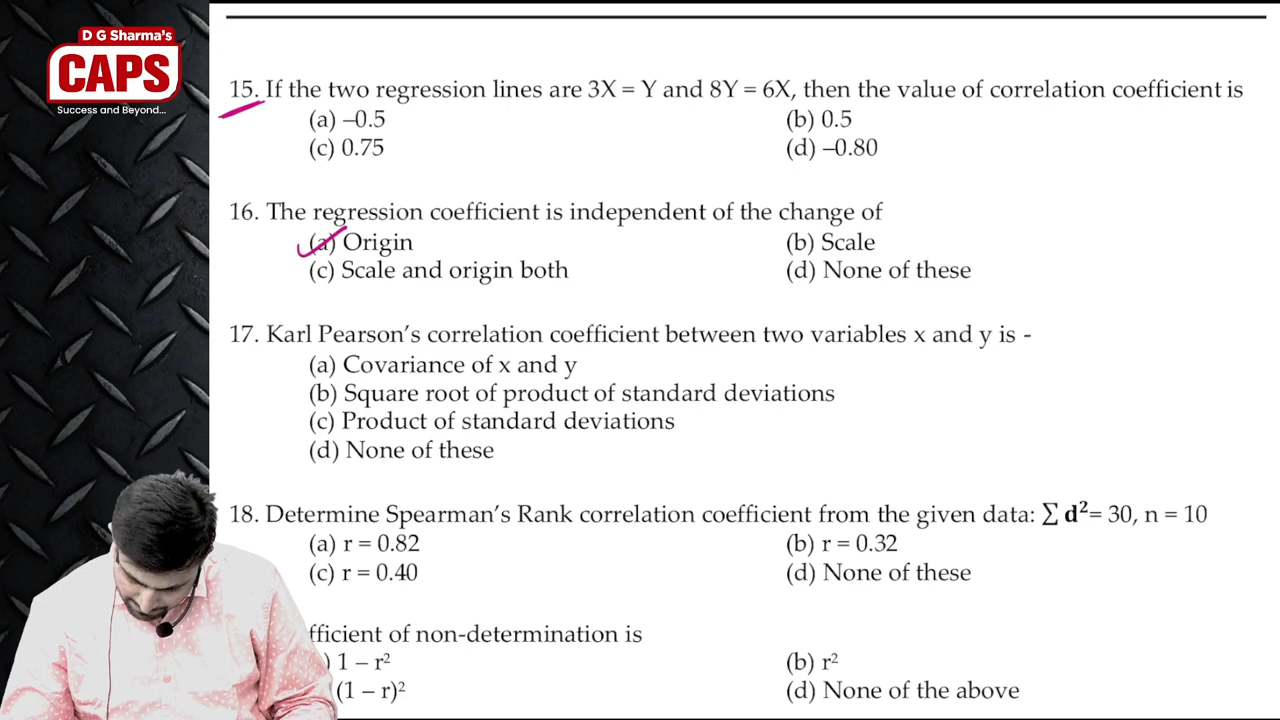 D G Sharma's
CAPS
Success and Beyond...
15. If the two regression lines are 3X = Y and 8Y = 6X, then the value of correlation coefficient is
(a) –0.5 (b) 0.5
(c) 0.75 (d) –0.80
16. The regression coefficient is independent of the change of
(a) Origin (b) Scale
(c) Scale and origin both (d) None of these
17. Karl Pearson's correlation coefficient between two variables x and y is -
(a) Covariance of x and y
(b) Square root of product of standard deviations
(c) Product of standard deviations
(d) None of these
18. Determine Spearman's Rank correlation coefficient from the given data: ∑ d²= 30, n = 10
(a) r = 0.82 (b) r = 0.32
(c) r = 0.40 (d) None of these
fficient of non-determination is
) 1 – r² (b) r²
(1 – r)² (d) None of the above